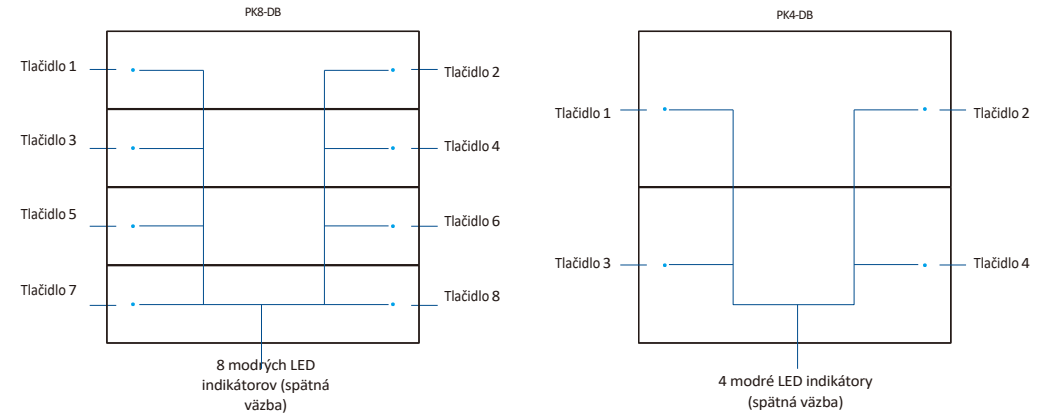 PK8-DB
Tlačidlo 1
Tlačidlo 2
Tlačidlo 3
Tlačidlo 4
Tlačidlo 5
Tlačidlo 6
Tlačidlo 7
Tlačidlo 8
8 modrých LED
indikátorov (spätná
väzba)
PK4-DB
Tlačidlo 1
Tlačidlo 2
Tlačidlo 3
Tlačidlo 4
4 modré LED indikátory
(spätná väzba)